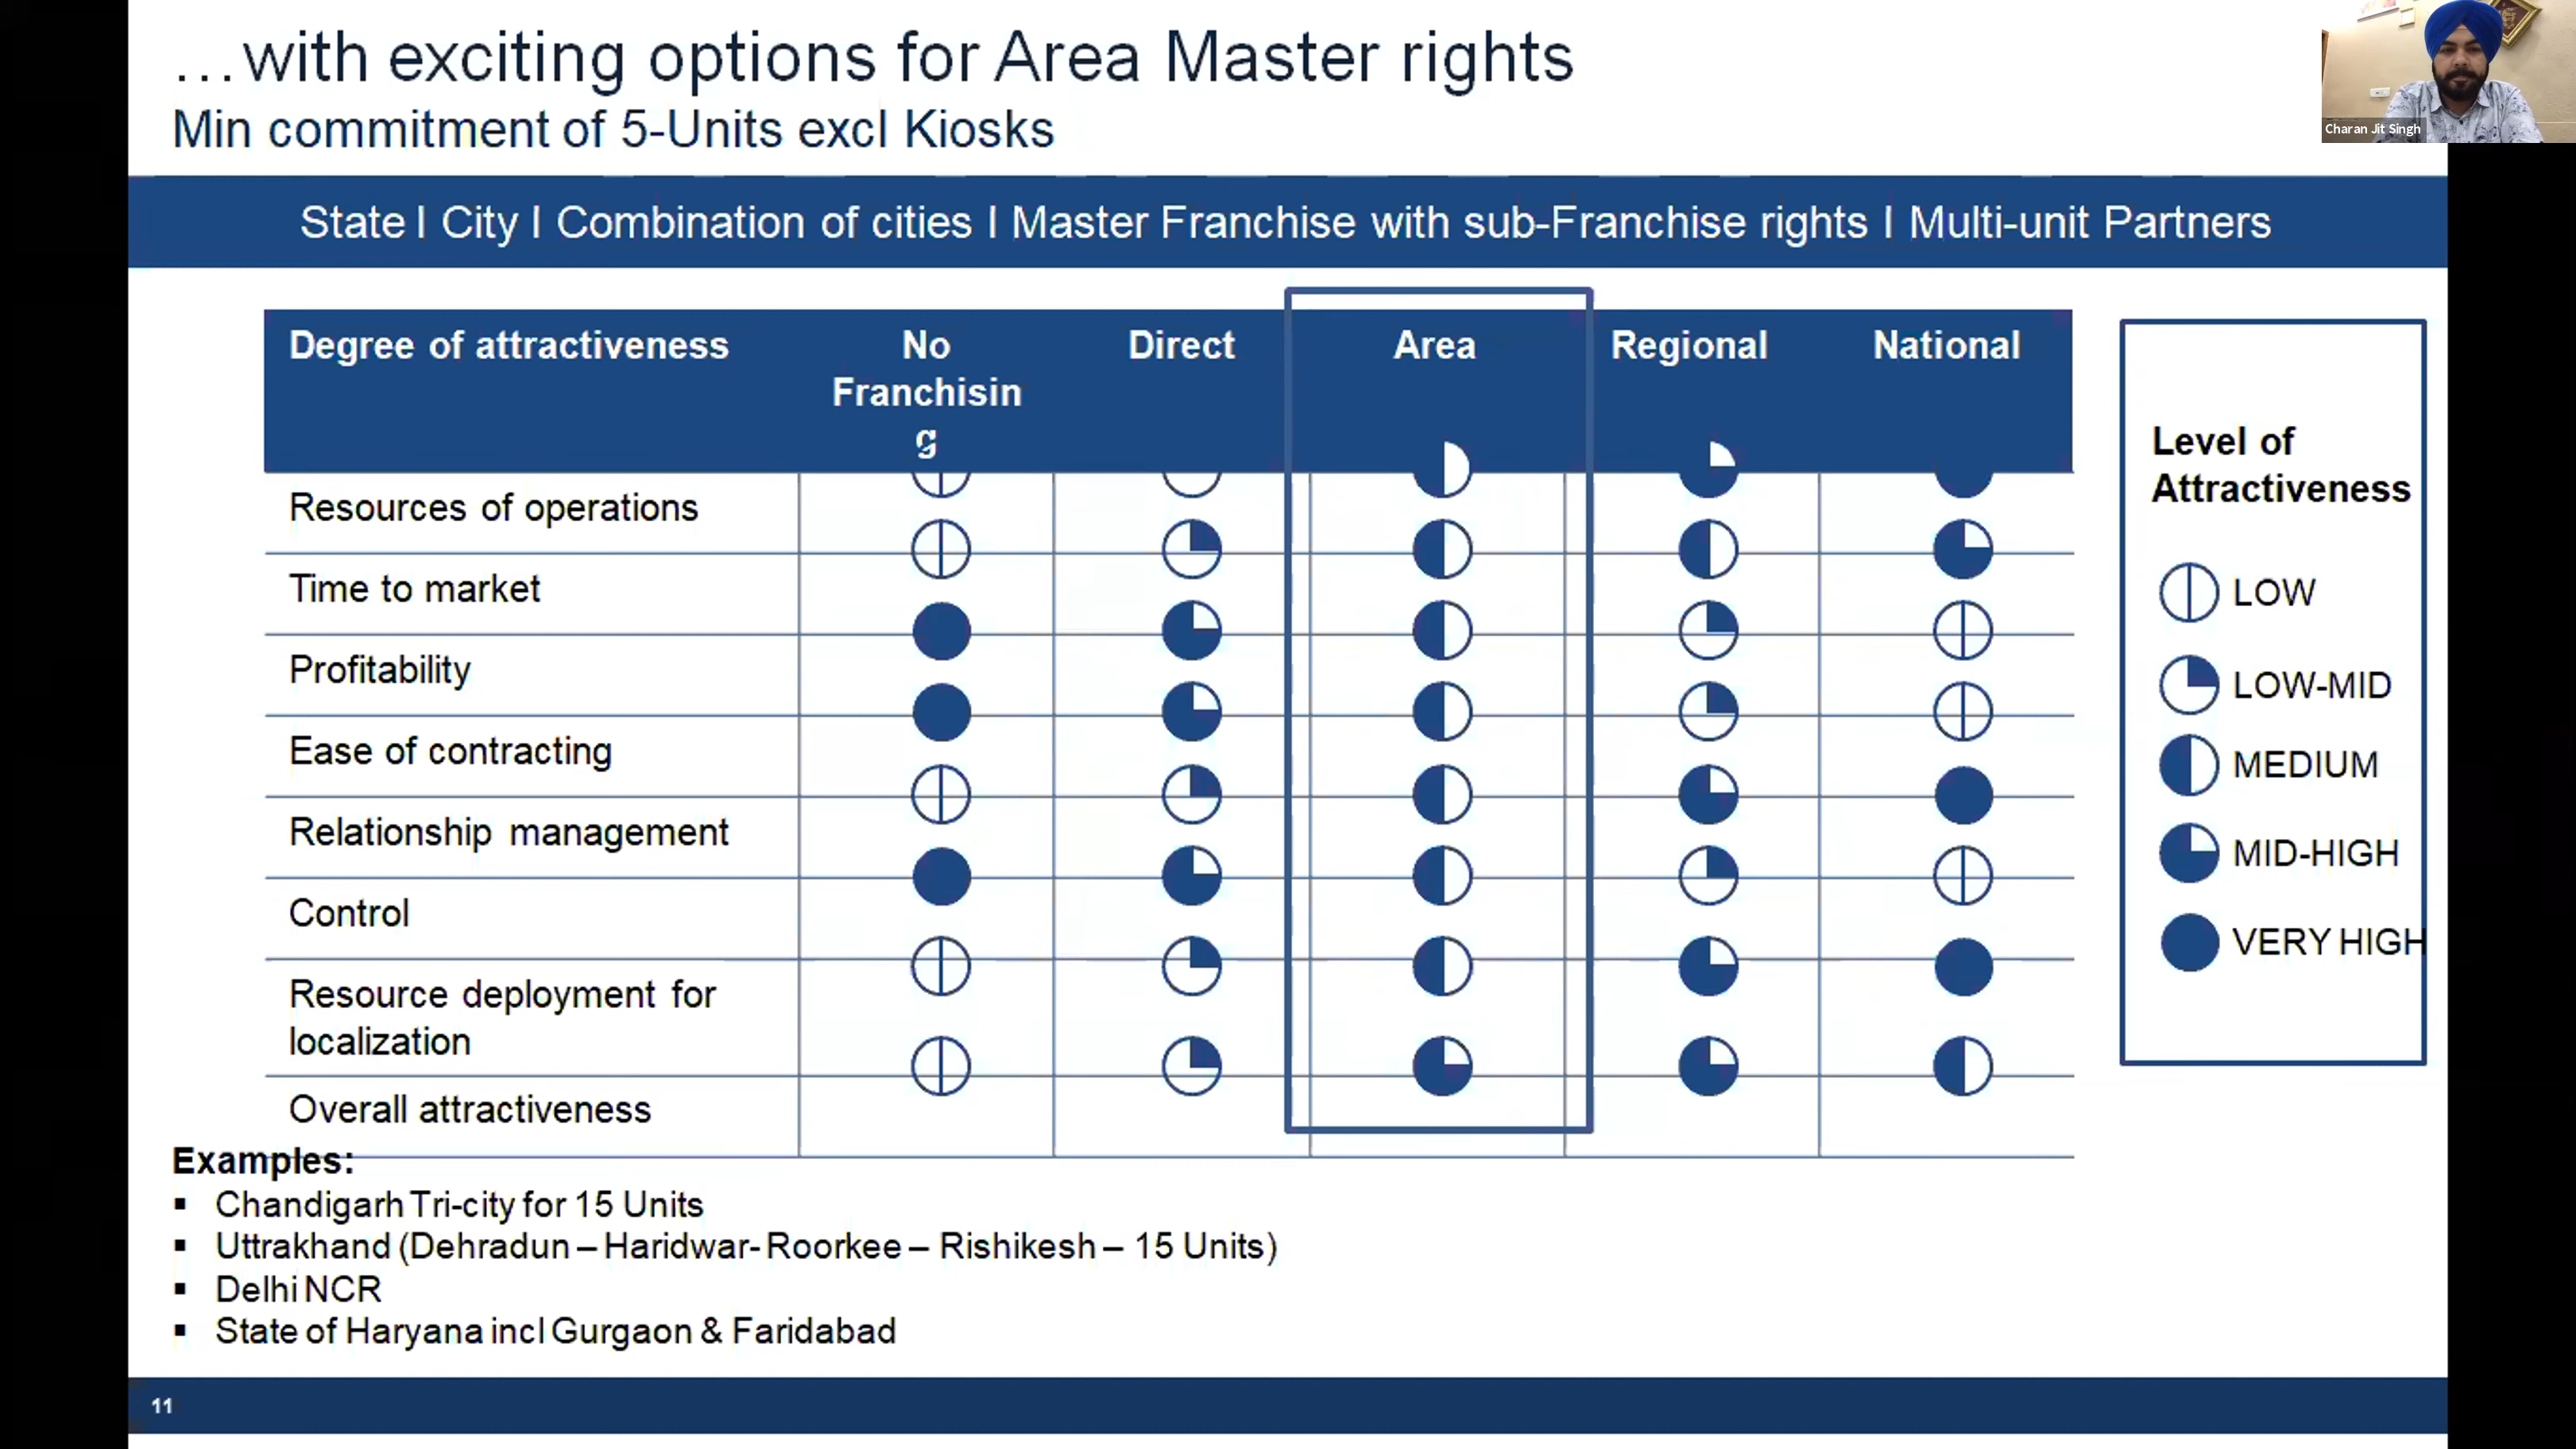 …with exciting options for Area Master rights
Min commitment of 5-Units excl Kiosks
Charan Jit Singh
State I City I Combination of cities I Master Franchise with sub-Franchise rights I Multi-unit Partners
Degree of attractiveness
No
Franchisin
g
Direct
Area
Regional
National
Resources of operations
Time to market
Profitability
Ease of contracting
Relationship management
Control
Resource deployment for
localization
Overall attractiveness
Level of
Attractiveness
LOW
LOW-MID
MEDIUM
MID-HIGH
VERY HIGH
Examples:
▪ Chandigarh Tri-city for 15 Units
▪ Uttrakhand (Dehradun – Haridwar- Roorkee – Rishikesh – 15 Units)
▪ Delhi NCR
▪ State of Haryana incl Gurgaon & Faridabad
11